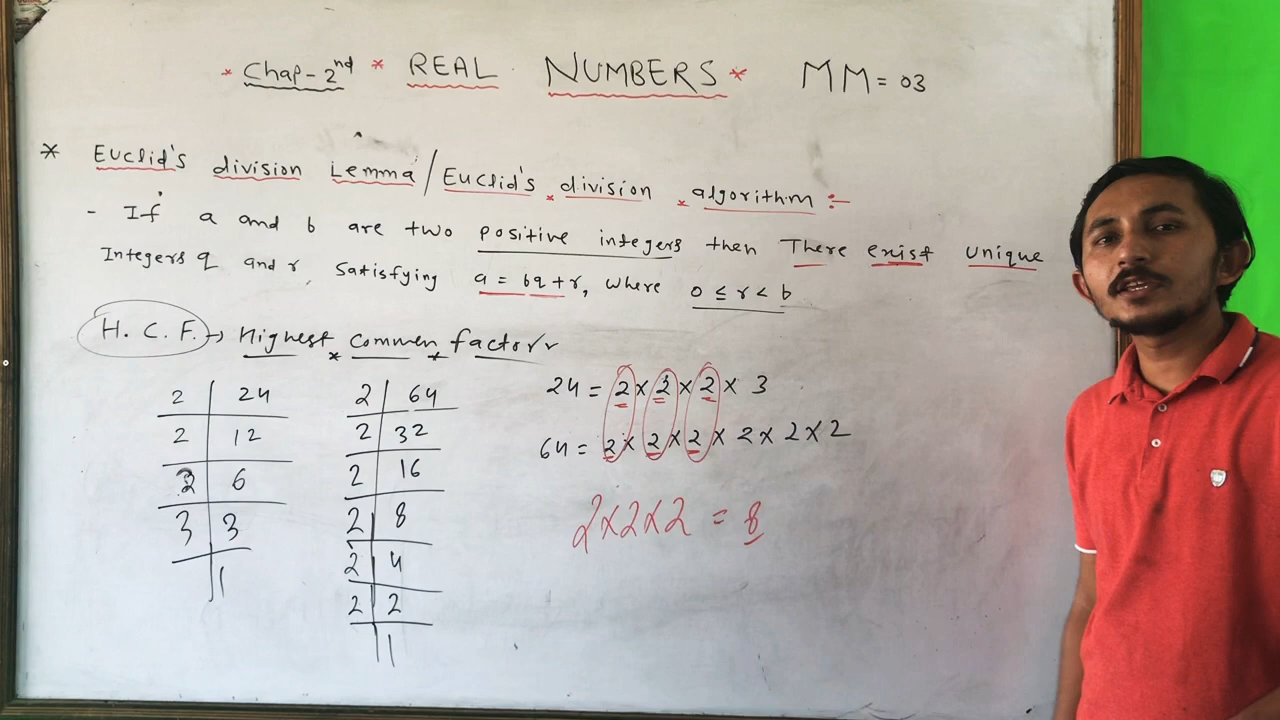 * Chap-2nd * REAL NUMBERS * MM = 03
* Euclid's division Lemma/Euclid's division algorithm :-
- If a and b are two positive integers then There exist unique
Integers q and r, satisfying a = bq + r, where 0 ≤ r < b
H. C. F. → Highest common factor
2 | 24
2 | 12
2 | 6
3 | 3
| 1
2 | 64
2 | 32
2 | 16
2 | 8
2 | 4
2 | 2
| 1
24 = 2 × 2 × 2 × 3
64 = 2 × 2 × 2 × 2 × 2 × 2
2×2×2 = 8